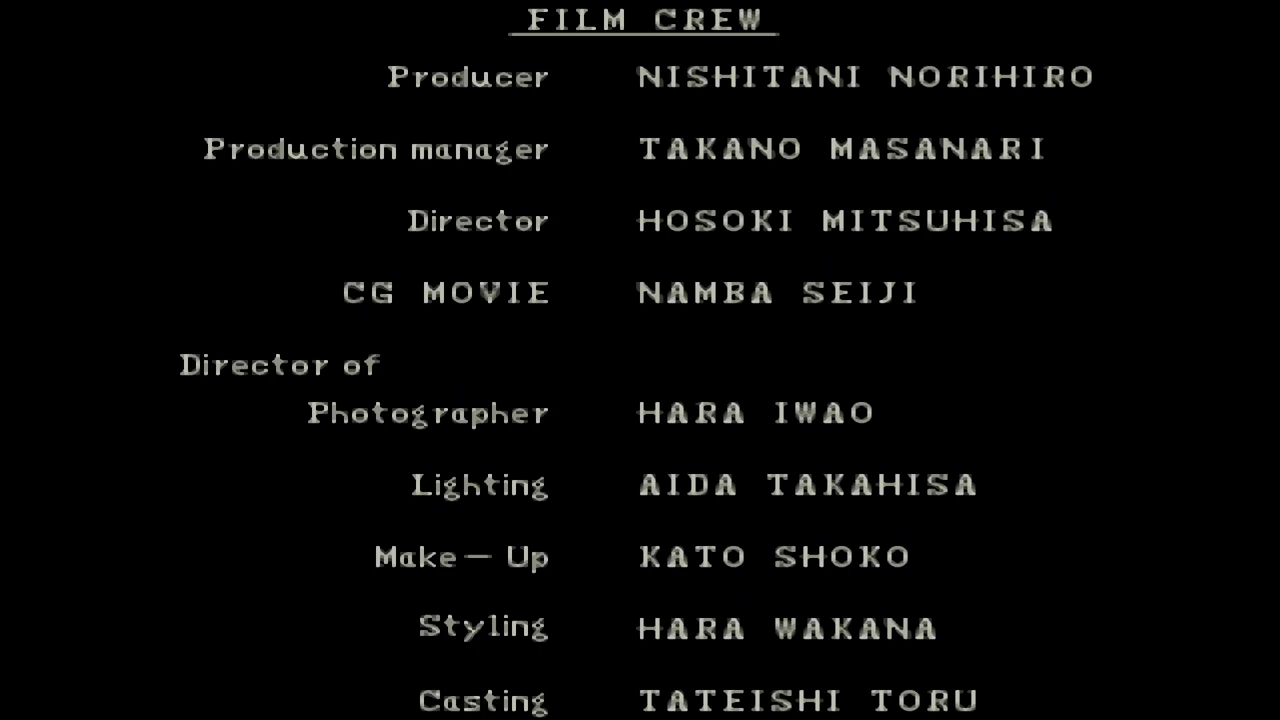 FILM CREW
Producer NISHITANI NORIHIRO
Production manager TAKANO MASANARI
Director HOSOKI MITSUHISA
CG MOVIE NAMBA SEIJI
Director of
Photographer HARA IWAO
Lighting AIDA TAKAHISA
Make— Up KATO SHOKO
Styling HARA WAKANA
Casting TATEISHI TORU